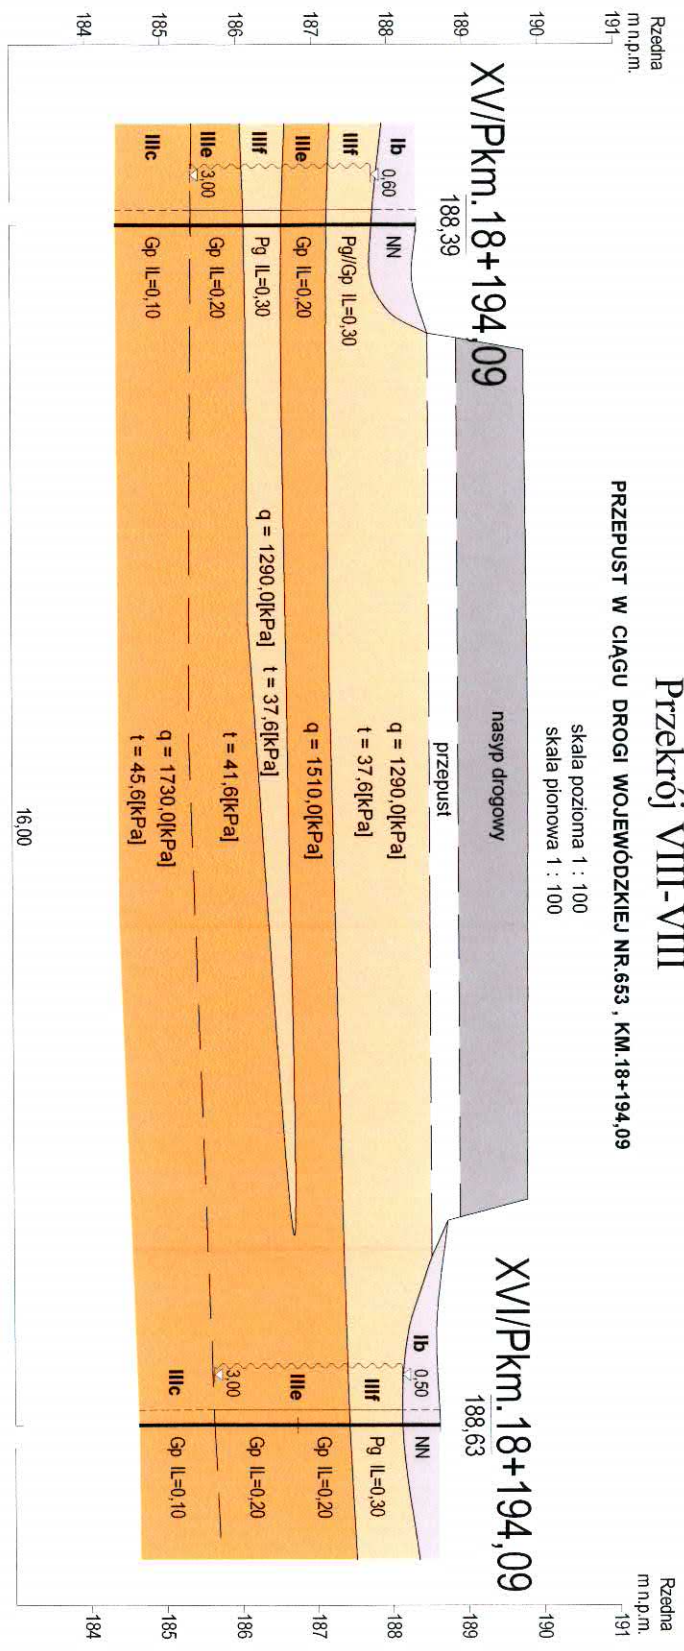 Przekrój VIII-VIII
PRZEPUST W CIĄGU DROGI WOJEWÓDZKIEJ NR.653 , KM.18+194,09
skala pozioma 1 : 100
skala pionowa 1 : 100
Rzędna
m n.p.m.
191
190
189
188
187
186
185
184
XV/Pkm.18+194,09
188,39
Ib
0,60
NN
IIIf
Pg//Gp IL=0,30
IIIe
Gp IL=0,20
IIIf
Pg IL=0,30
IIIe
3,00
Gp IL=0,20
IIIc
Gp IL=0,10
nasyp drogowy
przepust
q = 1290,0[kPa]
t = 37,6[kPa]
q = 1510,0[kPa]
q = 1290,0[kPa] t = 37,6[kPa]
t = 41,6[kPa]
q = 1730,0[kPa]
t = 45,6[kPa]
16,00
XVI/Pkm.18+194,09
188,63
Ib
0,50
NN
IIIf
Pg IL=0,30
IIIe
Gp IL=0,20
Gp IL=0,20
3,00
IIIc
Gp IL=0,10
Rzędna
m n.p.m.
191
190
189
188
187
186
185
184